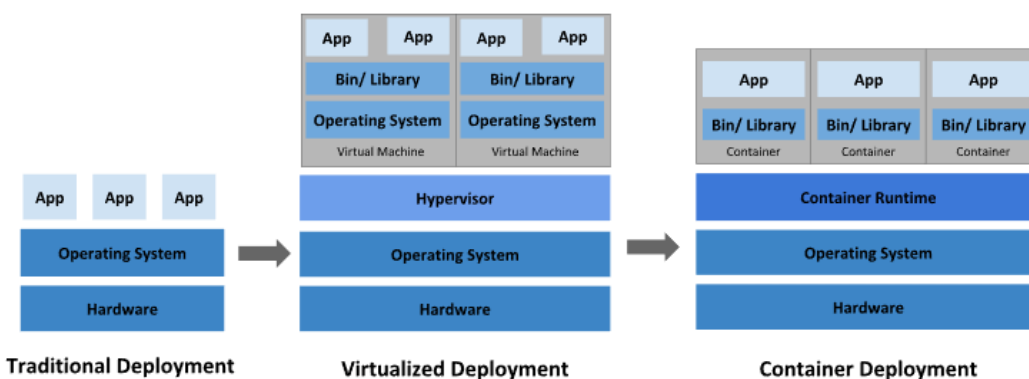 App App App
Operating System
Hardware
Traditional Deployment
App App App App
Bin/ Library Bin/ Library
Operating System Operating System
Virtual Machine Virtual Machine
Hypervisor
Operating System
Hardware
Virtualized Deployment
App App App
Bin/ Library Bin/ Library Bin/ Library
Container Container Container
Container Runtime
Operating System
Hardware
Container Deployment